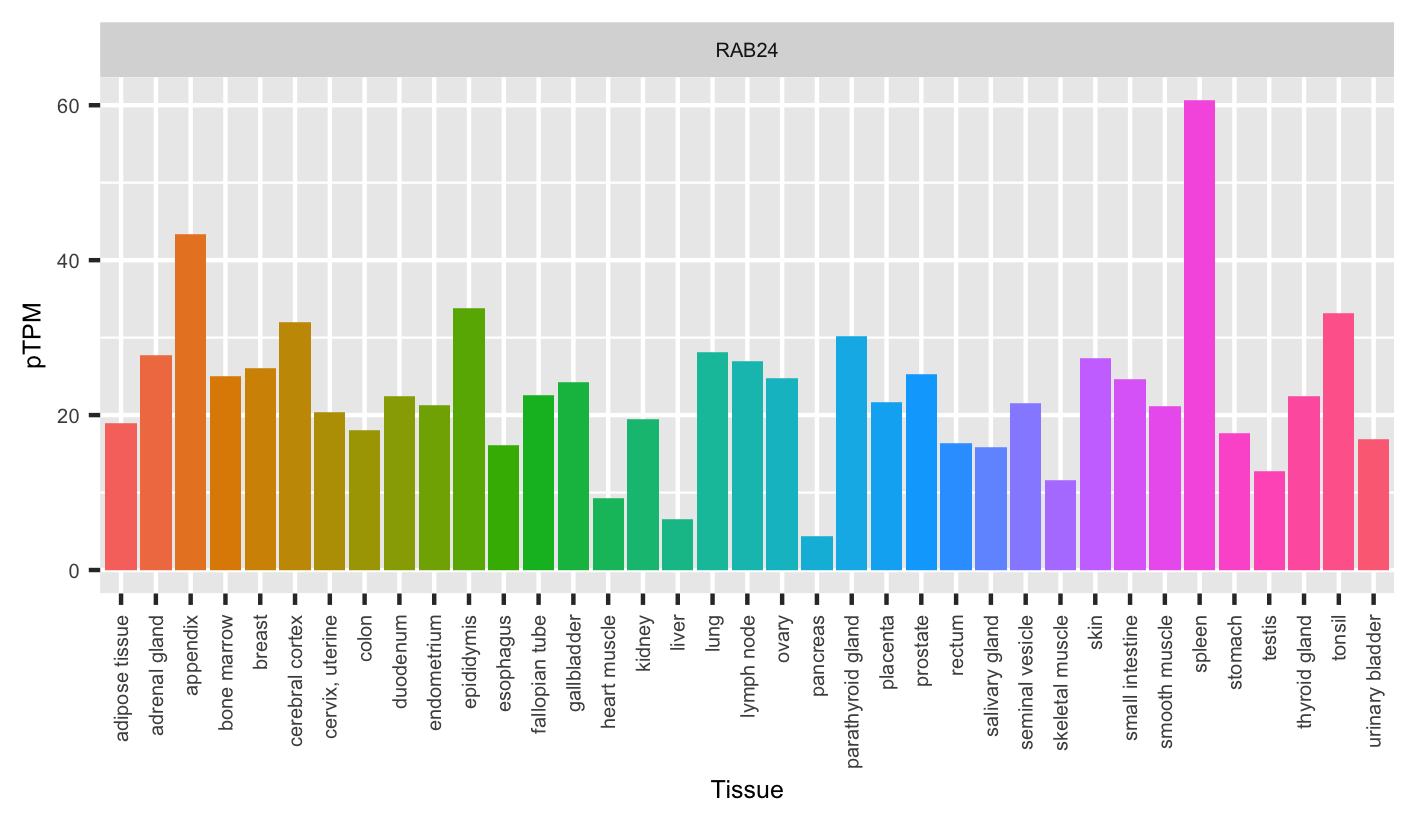 RAB24
60
40
20
0
pTPM
adipose tissue
adrenal gland
appendix
bone marrow
breast
cerebral cortex
cervix, uterine
colon
duodenum
endometrium
epididymis
esophagus
fallopian tube
gallbladder
heart muscle
kidney
liver
lung
lymph node
ovary
pancreas
parathyroid gland
placenta
prostate
rectum
salivary gland
seminal vesicle
skeletal muscle
skin
small intestine
smooth muscle
spleen
stomach
testis
thyroid gland
tonsil
urinary bladder
Tissue